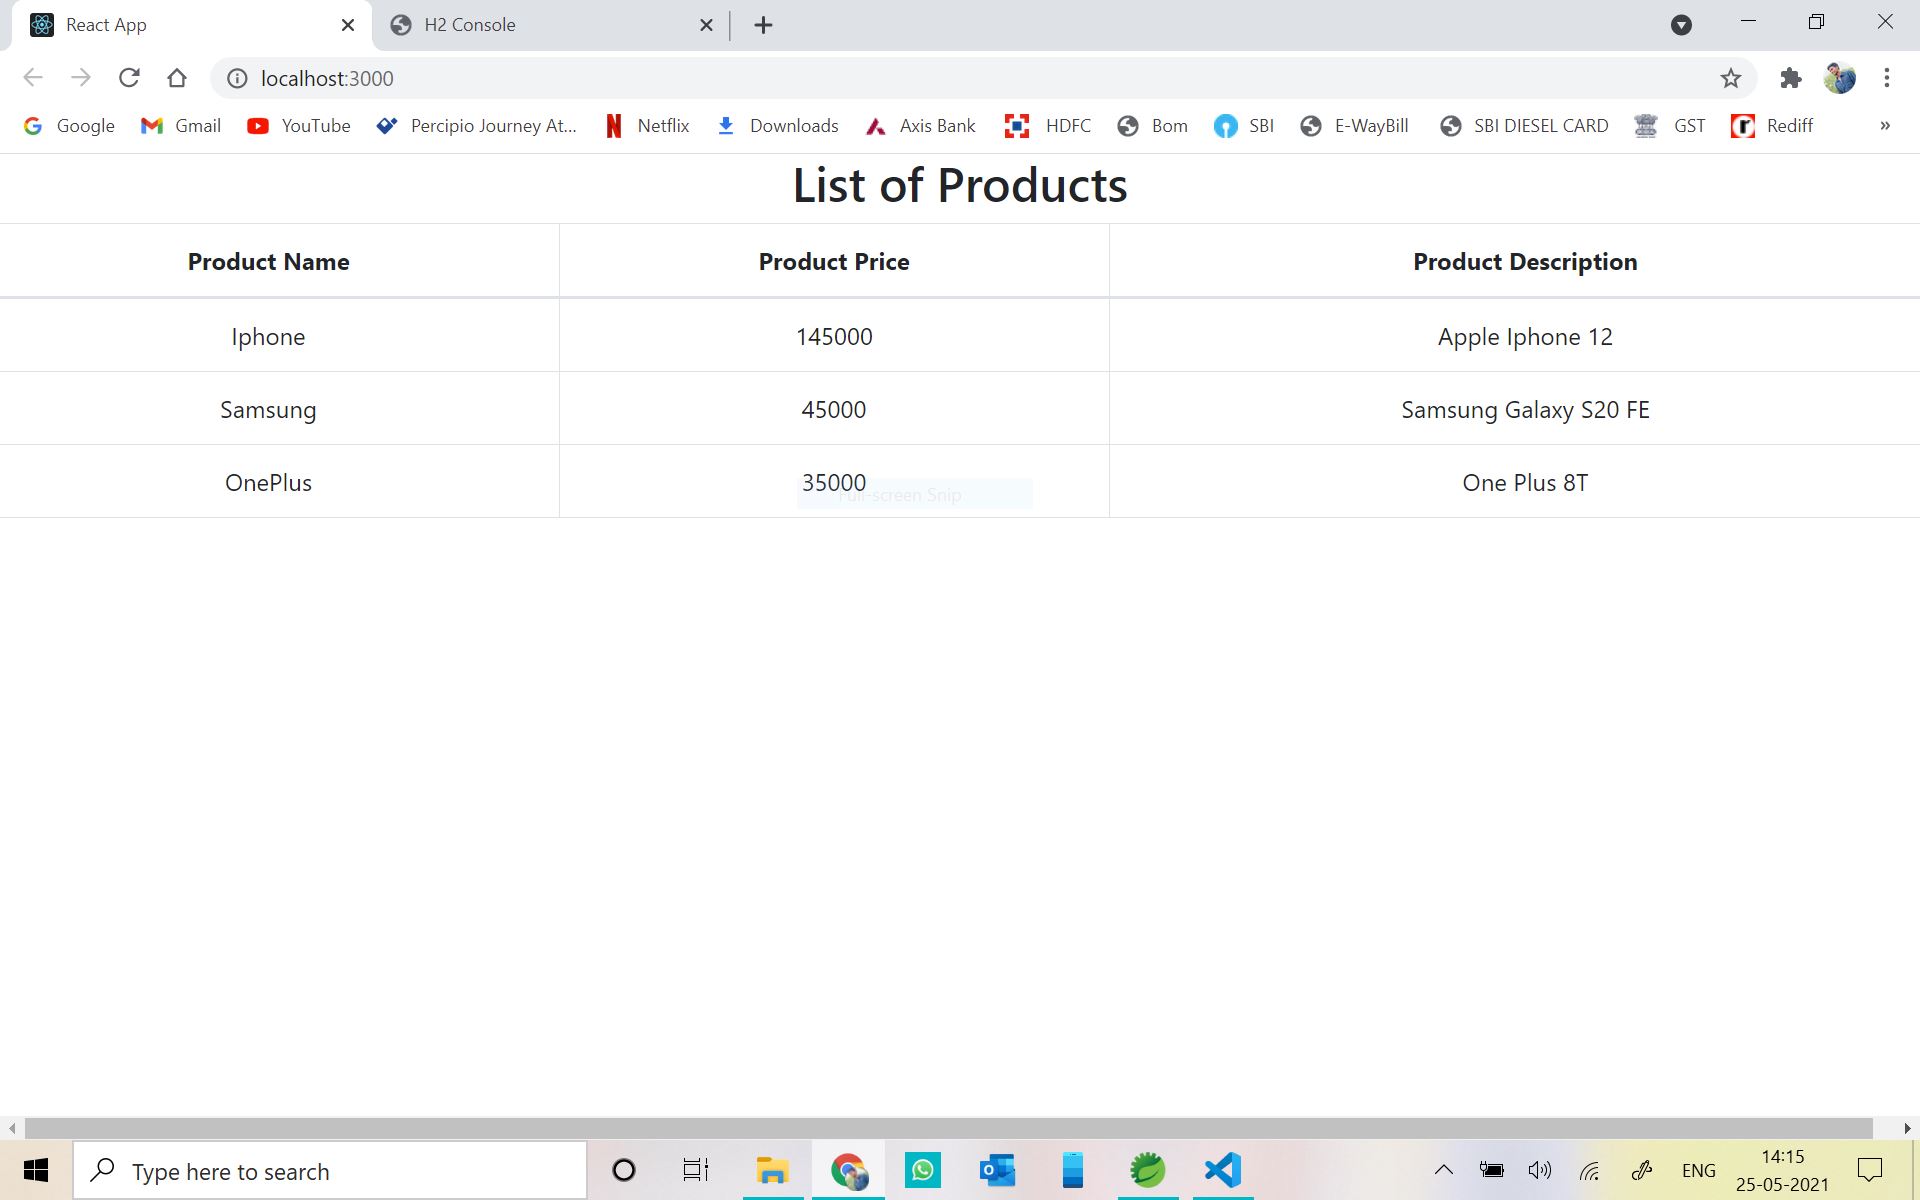 React App
H2 Console
localhost:3000
Google Gmail YouTube Percipio Journey At... Netflix Downloads Axis Bank HDFC Bom SBI E-WayBill SBI DIESEL CARD GST Rediff »
List of Products
Product Name Product Price Product Description
Iphone 145000 Apple Iphone 12
Samsung 45000 Samsung Galaxy S20 FE
OnePlus 35000 One Plus 8T
Full-screen Snip
Type here to search
ENG
14:15
25-05-2021